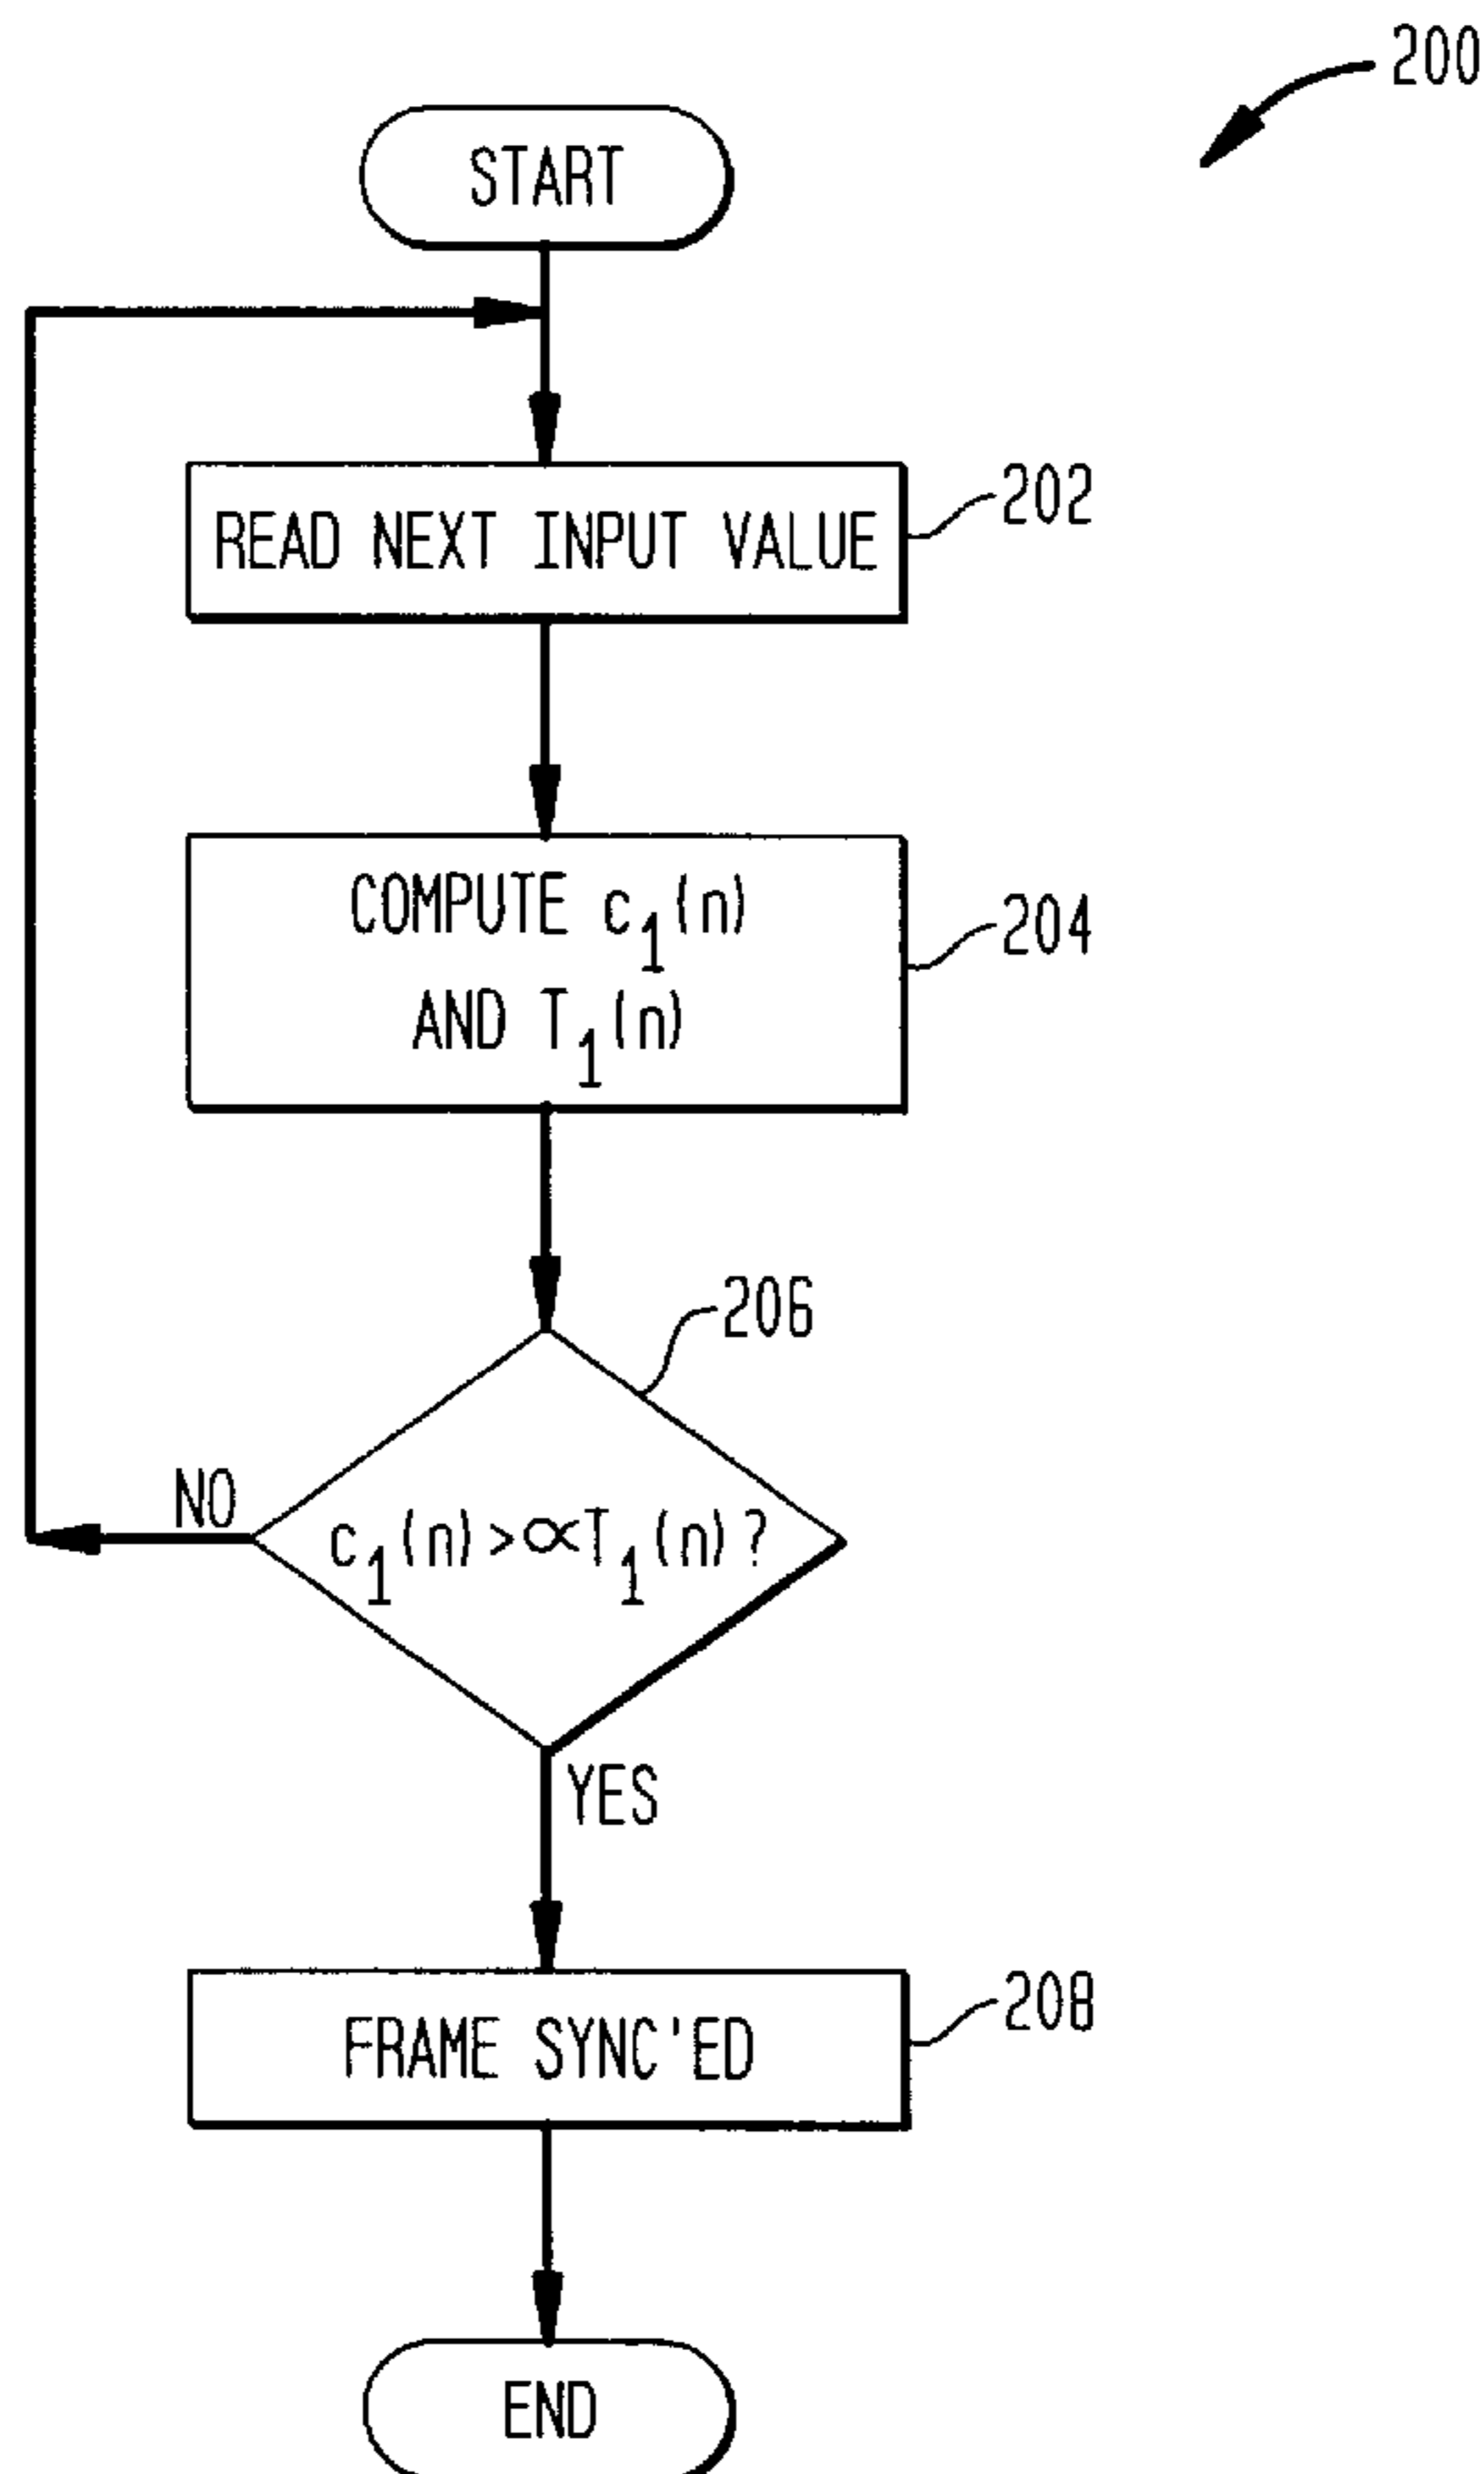 200
START
READ NEXT INPUT VALUE
202
COMPUTE c₁(n)
AND T₁(n)
204
206
NO
c₁(n)>∝T₁(n)?
YES
FRAME SYNC'ED
208
END